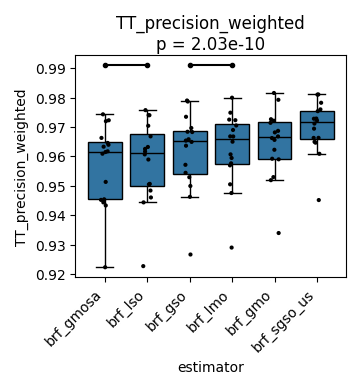 TT_precision_weighted
p = 2.03e-10
0.99
0.98
0.97
0.96
0.95
0.94
0.93
0.92
TT_precision_weighted
brf_gmosa
brf_lso
brf_gso
brf_lmo
brf_gmo
brf_sgso_us
estimator